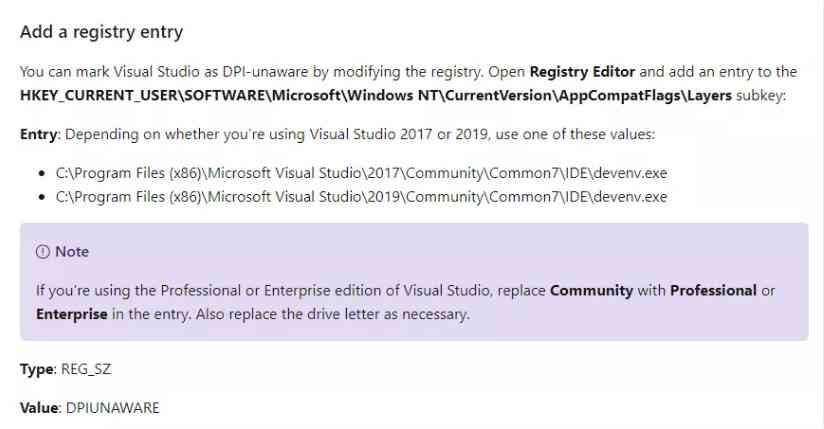 Add a registry entry
You can mark Visual Studio as DPI-unaware by modifying the registry. Open Registry Editor and add an entry to the
HKEY_CURRENT_USER\SOFTWARE\Microsoft\Windows NT\CurrentVersion\AppCompatFlags\Layers subkey:
Entry: Depending on whether you're using Visual Studio 2017 or 2019, use one of these values:
• C:\Program Files (x86)\Microsoft Visual Studio\2017\Community\Common7\IDE\devenv.exe
• C:\Program Files (x86)\Microsoft Visual Studio\2019\Community\Common7\IDE\devenv.exe
Note
If you're using the Professional or Enterprise edition of Visual Studio, replace Community with Professional or
Enterprise in the entry. Also replace the drive letter as necessary.
Type: REG_SZ
Value: DPIUNAWARE